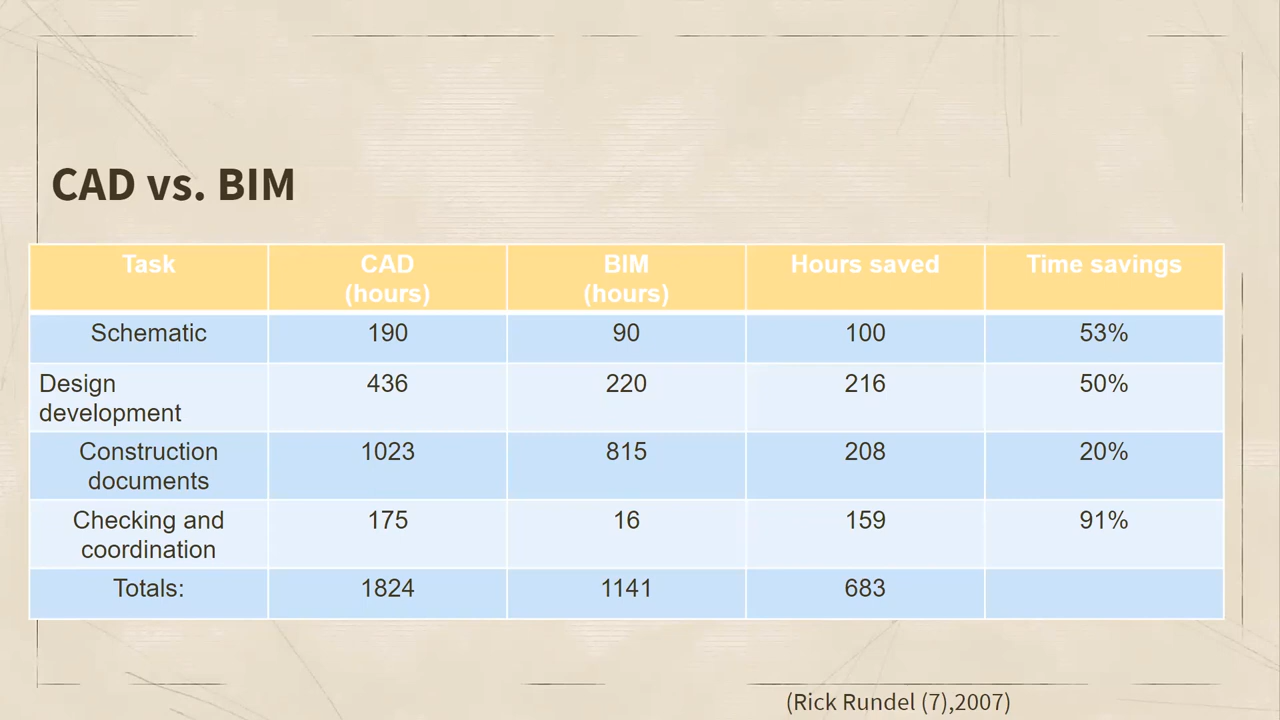 CAD vs. BIM
Task CAD BIM Hours saved Time savings
(hours) (hours)
Schematic 190 90 100 53%
Design 436 220 216 50%
development
Construction 1023 815 208 20%
documents
Checking and 175 16 159 91%
coordination
Totals: 1824 1141 683
(Rick Rundel (7),2007)